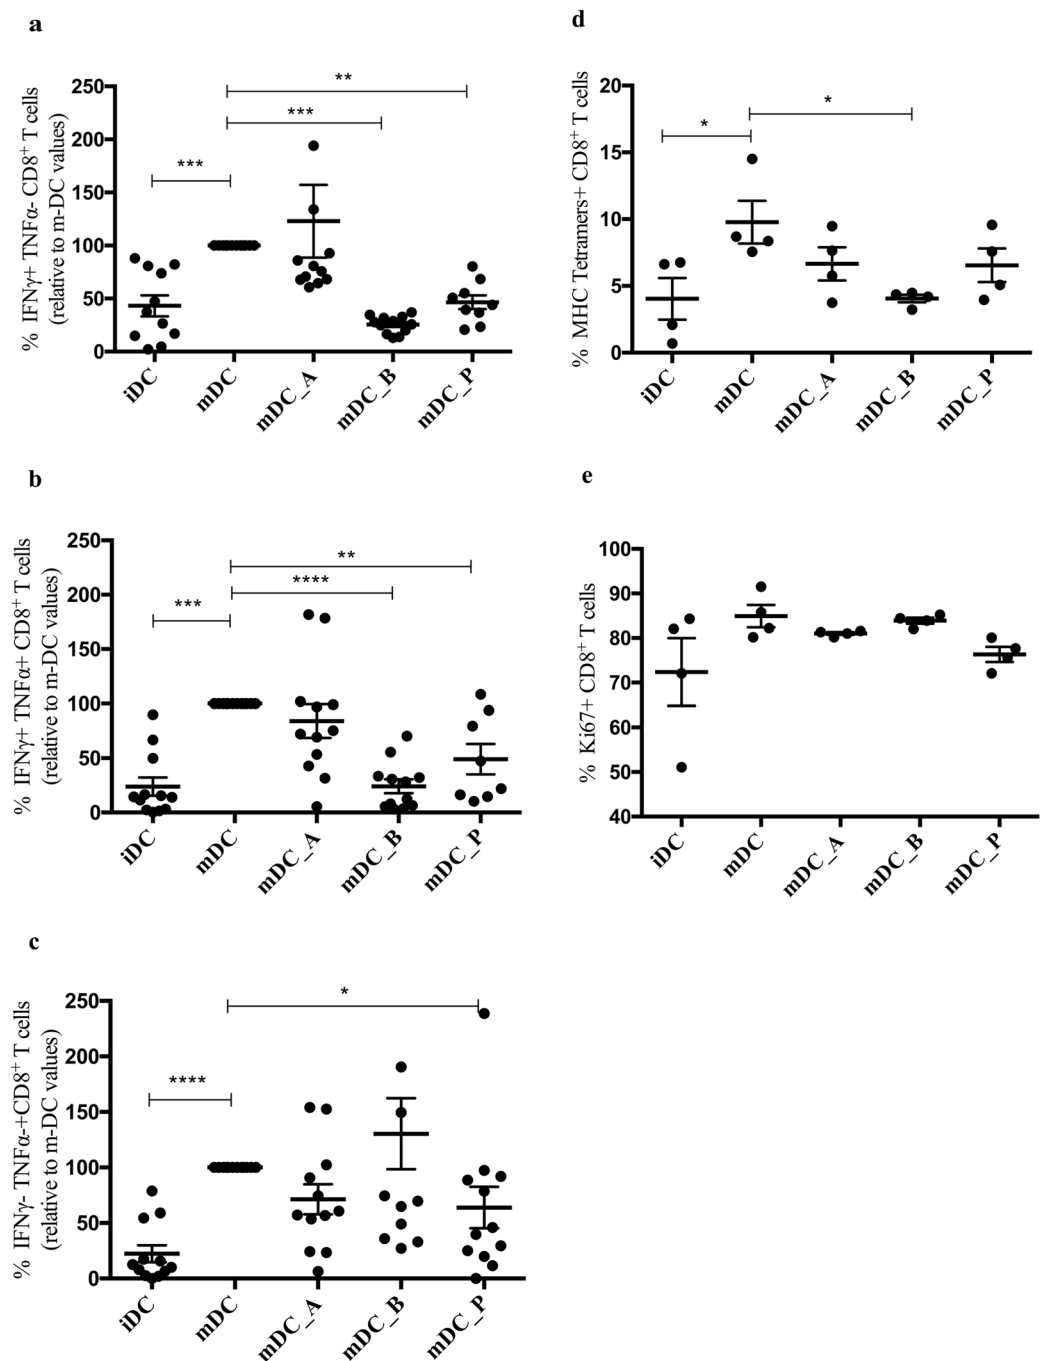 a
% IFNγ+ TNFα- CD8+ T cells
(relative to m-DC values)
250
200
150
100
50
0
***
***
**
iDC
mDC
mDC_A
mDC_B
mDC_P
b
% IFNγ+ TNFα+ CD8+ T cells
(relative to m-DC values)
250
200
150
100
50
0
***
****
**
iDC
mDC
mDC_A
mDC_B
mDC_P
c
% IFNγ- TNFα-+CD8+ T cells
(relative to m-DC values)
250
200
150
100
50
0
****
*
iDC
mDC
mDC_A
mDC_B
mDC_P
d
% MHC Tetramers+ CD8+ T cells
20
15
10
5
0
*
*
iDC
mDC
mDC_A
mDC_B
mDC_P
e
% Ki67+ CD8+ T cells
100
90
80
70
60
50
40
iDC
mDC
mDC_A
mDC_B
mDC_P